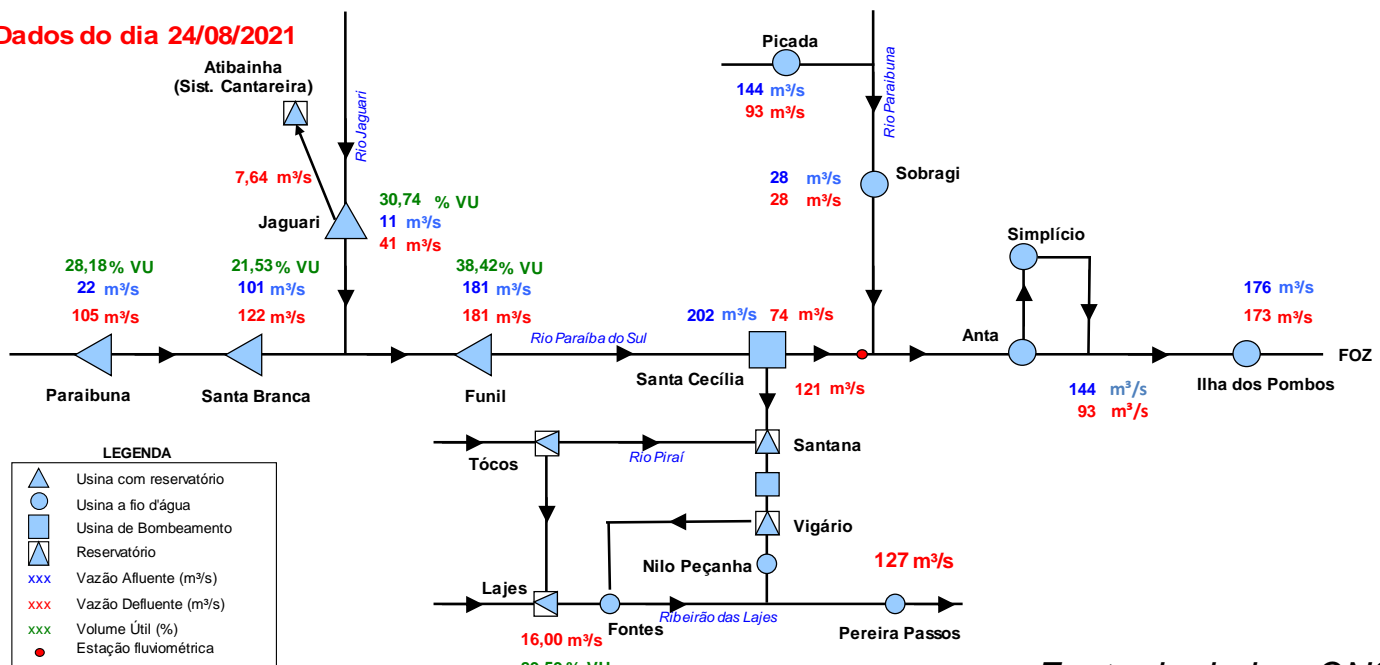 Dados do dia 24/08/2021
Atibainha
(Sist. Cantareira)
Rio Jaguari
7,64 m³/s
Jaguari
30,74 % VU
11 m³/s
41 m³/s
Picada
144 m³/s
93 m³/s
Rio Paraibuna
28 m³/s
28 m³/s
Sobragi
28,18% VU
22 m³/s
105 m³/s
Paraibuna
21,53% VU
101 m³/s
122 m³/s
Santa Branca
38,42% VU
181 m³/s
181 m³/s
Funil
Rio Paraíba do Sul
202 m³/s 74 m³/s
Santa Cecília
121 m³/s
Simplício
Anta
144 m³/s
93 m³/s
176 m³/s
173 m³/s
Ilha dos Pombos
FOZ
Tócos
Rio Piraí
Santana
Vigário
Nilo Peçanha
127 m³/s
Lajes
Fontes
Ribeirão das Lajes
Pereira Passos
16,00 m³/s
LEGENDA
Usina com reservatório
Usina a fio d'água
Usina de Bombeamento
Reservatório
xxx Vazão Afluente (m³/s)
xxx Vazão Defluente (m³/s)
xxx Volume Útil (%)
Estação fluviométrica